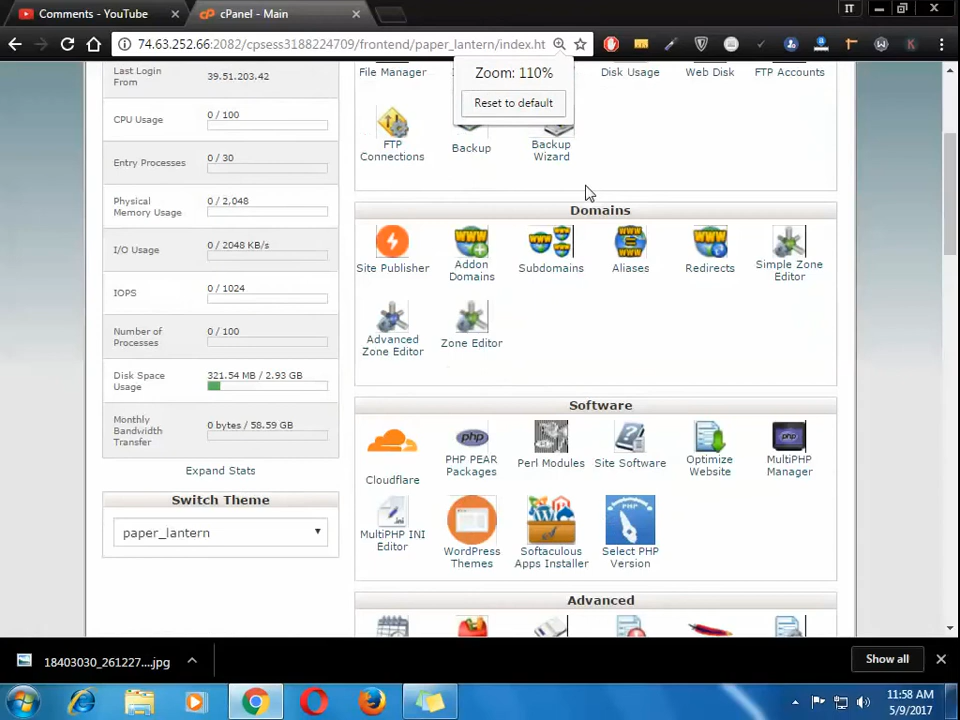 Comments - YouTube
cPanel - Main
IT
74.63.252.66:2082/cpsess3188224709/frontend/paper_lantern/index.ht
Zoom: 110%
Reset to default
Last Login
From
39.51.203.42
CPU Usage
0 / 100
Entry Processes
0 / 30
Physical
Memory Usage
0 / 2,048
I/O Usage
0 / 2048 KB/s
IOPS
0 / 1024
Number of
Processes
0 / 100
Disk Space
Usage
321.54 MB / 2.93 GB
Monthly
Bandwidth
Transfer
0 bytes / 58.59 GB
Expand Stats
Switch Theme
paper_lantern
File Manager
Disk Usage
Web Disk
FTP Accounts
FTP
Connections
Backup
Backup
Wizard
Domains
Site Publisher
Addon
Domains
Subdomains
Aliases
Redirects
Simple Zone
Editor
Advanced
Zone Editor
Zone Editor
Software
Cloudflare
PHP PEAR
Packages
Perl Modules
Site Software
Optimize
Website
MultiPHP
Manager
MultiPHP INI
Editor
WordPress
Themes
Softaculous
Apps Installer
Select PHP
Version
Advanced
18403030_261227....jpg
Show all
11:58 AM
5/9/2017